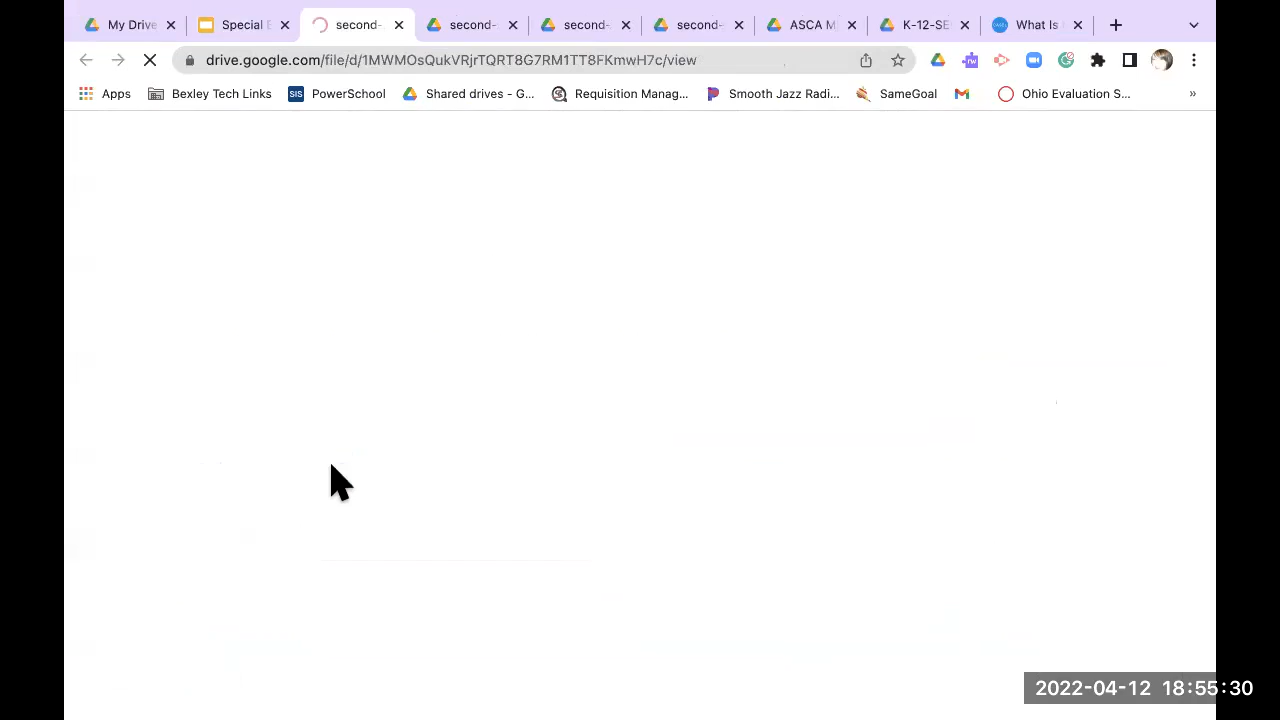 My Drive Special E second- second- second- second- ASCA M K-12-SE What Is
drive.google.com/file/d/1MWMOsQukVRjrTQRT8G7RM1TT8FKmwH7c/view
Apps Bexley Tech Links SIS PowerSchool Shared drives - G... Requisition Manag... Smooth Jazz Radi... SameGoal Ohio Evaluation S... »
2022-04-12 18:55:30